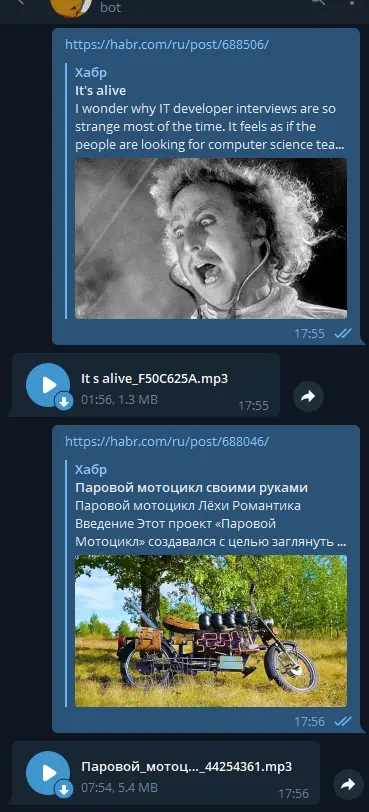 bot
https://habr.com/ru/post/688506/
Хабр
It's alive
I wonder why IT developer interviews are so
strange most of the time. It feels as if the
people are looking for computer science tea...
17:55
It s alive_F50C625A.mp3
01:56, 1.3 MB
17:55
https://habr.com/ru/post/688046/
Хабр
Паровой мотоцикл своими руками
Паровой мотоцикл Лёхи Романтика
Введение Этот проект «Паровой
Мотоцикл» создавался с целью заглянуть ...
17:56
Паровой_мотоц..._44254361.mp3
07:54, 5.4 MB
17:56